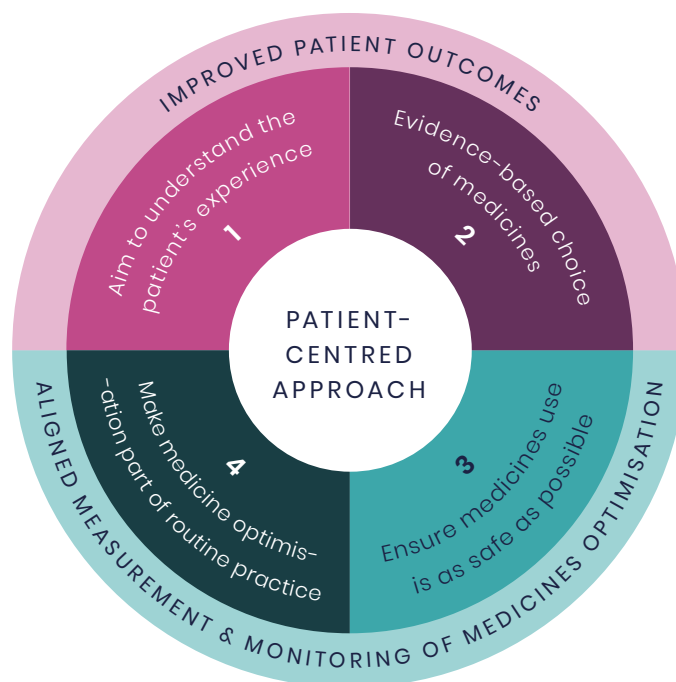 IMPROVED PATIENT OUTCOMES
Aim to understand the
patient's experience
1
Evidence-based choice
of medicines
2
PATIENT-
CENTRED
APPROACH
3
Ensure medicines use
is as safe as possible
4
Make medicine optimis-
-ation part of routine practice
ALIGNED MEASUREMENT & MONITORING OF MEDICINES OPTIMISATION